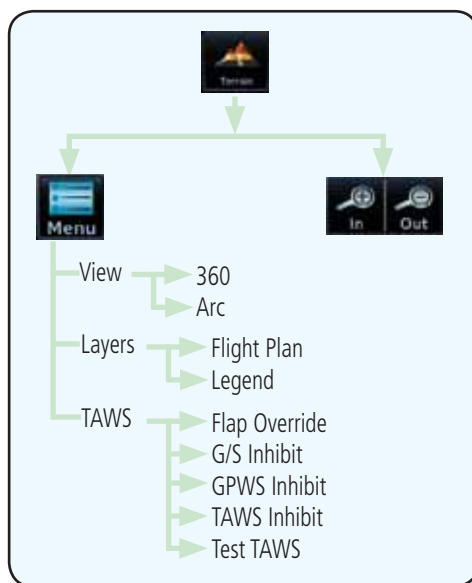 Terrain
Menu
In Out
View
360
Arc
Layers
Flight Plan
Legend
TAWS
Flap Override
G/S Inhibit
GPWS Inhibit
TAWS Inhibit
Test TAWS